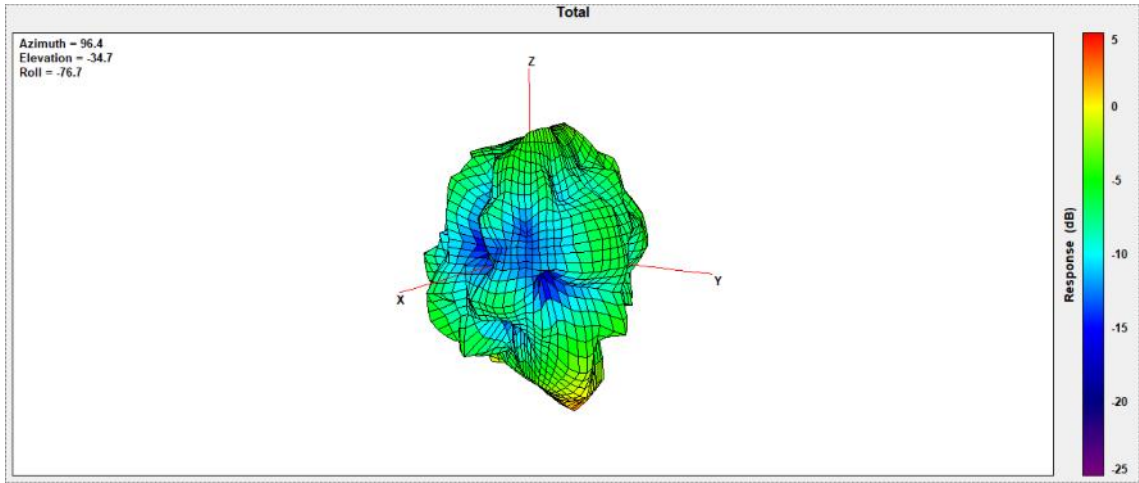 Total
Azimuth = 96.4
Elevation = -34.7
Roll = -76.7
Z
Y
X
5
0
-5
-10
-15
-20
-25
Response (dB)